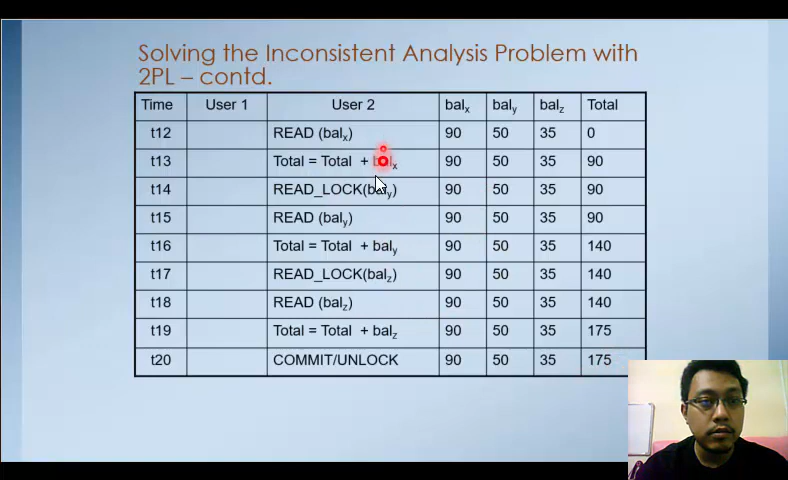 Solving the Inconsistent Analysis Problem with
2PL – contd.
Time User 1 User 2 balx baly balz Total
t12 READ (balx) 90 50 35 0
t13 Total = Total + balx 90 50 35 90
t14 READ_LOCK(baly) 90 50 35 90
t15 READ (baly) 90 50 35 90
t16 Total = Total + baly 90 50 35 140
t17 READ_LOCK(balz) 90 50 35 140
t18 READ (balz) 90 50 35 140
t19 Total = Total + balz 90 50 35 175
t20 COMMIT/UNLOCK 90 50 35 175